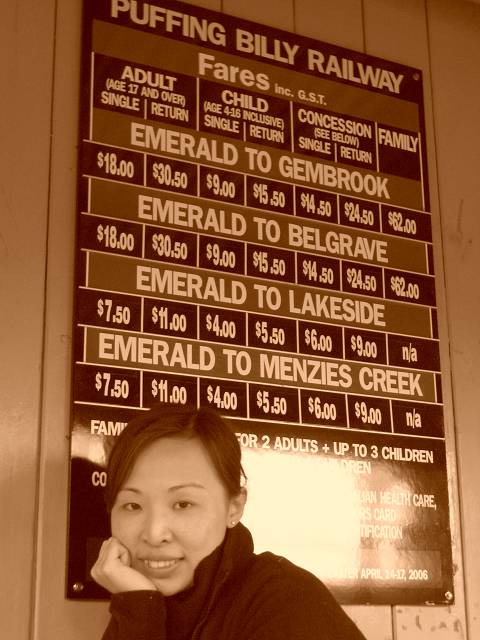 PUFFING BILLY RAILWAY
Fares inc. G.S.T.
ADULT (AGE 17 AND OVER) SINGLE RETURN
CHILD (AGE 4-16 INCLUSIVE) SINGLE RETURN
CONCESSION (SEE BELOW) SINGLE RETURN
FAMILY
EMERALD TO GEMBROOK
$18.00 $30.50 $9.00 $15.50 $14.50 $24.50 $62.00
EMERALD TO BELGRAVE
$18.00 $30.50 $9.00 $15.50 $14.50 $24.50 $62.00
EMERALD TO LAKESIDE
$7.50 $11.00 $4.00 $5.50 $6.00 $9.00 n/a
EMERALD TO MENZIES CREEK
$7.50 $11.00 $4.00 $5.50 $6.00 $9.00 n/a
FOR 2 ADULTS + UP TO 3 CHILDREN
HEALTH CARE,
CARD
APRIL 14-17, 2006